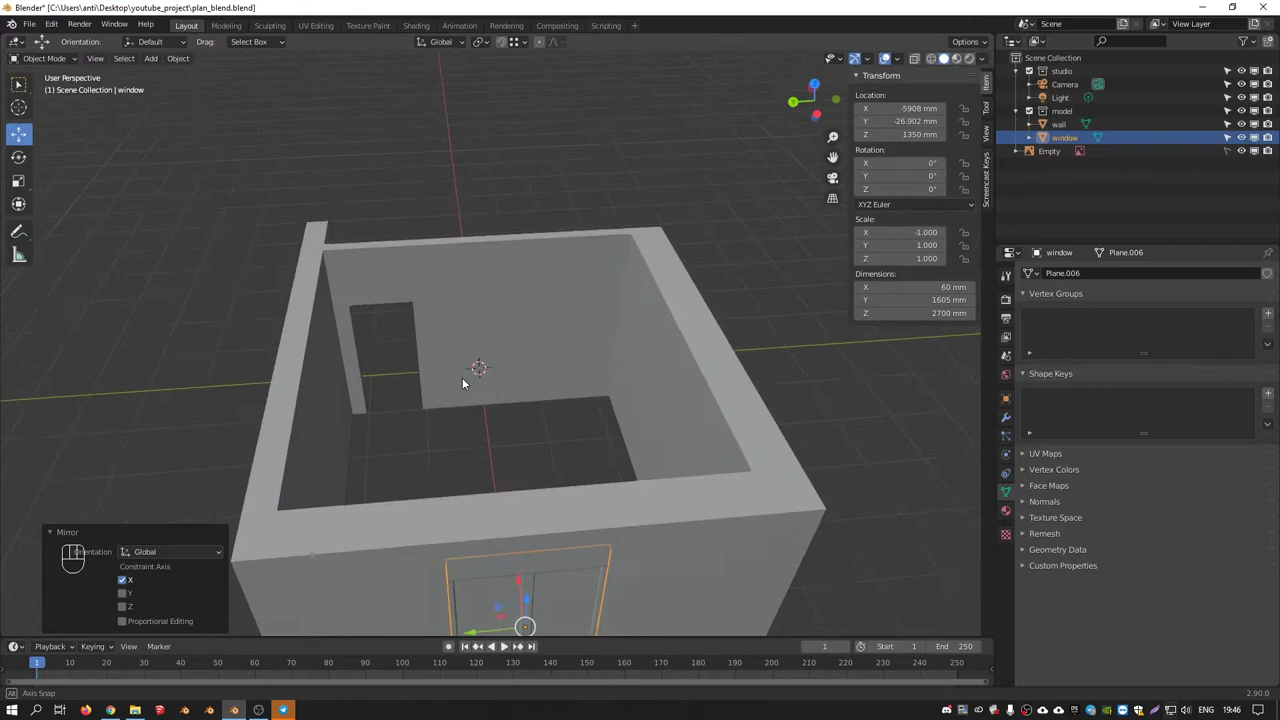 Blender* [C:\Users\anti\Desktop\youtube_project\plan_blend.blend]
File Edit Render Window Help Layout Modeling Sculpting UV Editing Texture Paint Shading Animation Rendering Compositing Scripting Scene View Layer
Orientation: Default Drag: Select Box Global Options
Object Mode View Select Add Object
User Perspective
(1) Scene Collection | window
Z
Y
Transform
Location:
X -5908 mm
Y -26.902 mm
Z 1350 mm
Rotation:
X 0°
Y 0°
Z 0°
XYZ Euler
Scale:
X -1.000
Y 1.000
Z 1.000
Dimensions:
X 60 mm
Y 1605 mm
Z 2700 mm
Item
Tool
View
Screencast Keys
Scene Collection
studio
Camera
Light
model
wall
window
Empty
window Plane.006
Plane.006
Vertex Groups
Shape Keys
UV Maps
Vertex Colors
Face Maps
Normals
Texture Space
Remesh
Geometry Data
Custom Properties
Mirror
Orientation Global
Constraint Axis
X
Y
Z
Proportional Editing
Playback Keying View Marker 1 Start 1 End 250
1 10 20 30 40 50 60 70 80 90 100 110 120 130 140 150 160 170 180 190 200 210 220 230 240 250
Alt Axis Snap 2.90.0
ENG 19:46